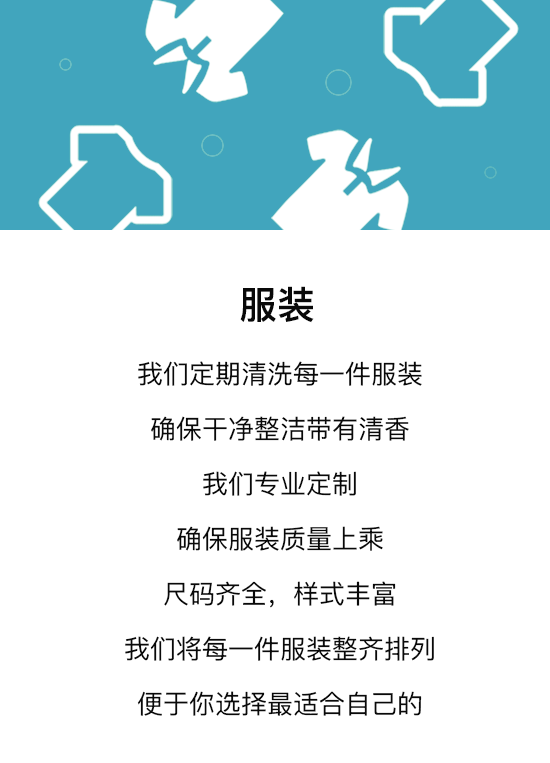 服装
我们定期清洗每一件服装
确保干净整洁带有清香
我们专业定制
确保服装质量上乘
尺码齐全，样式丰富
我们将每一件服装整齐排列
便于你选择最适合自己的